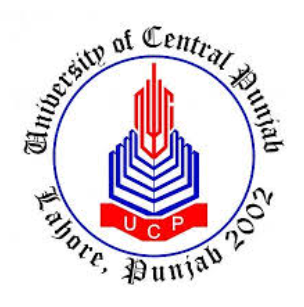 University of Central Punjab
UCP
Lahore, Punjab 2002